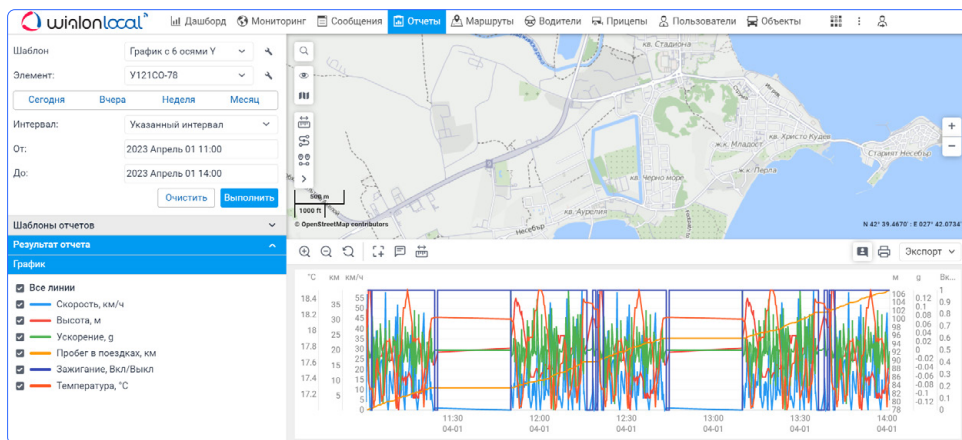 wialon local
Дашборд Мониторинг Сообщения Отчеты Маршруты Водители Прицепы Пользователи Объекты
Шаблон График с 6 осями Y
Элемент: У121СО-78
Сегодня Вчера Неделя Месяц
Интервал: Указанный интервал
От: 2023 Апрель 01 11:00
До: 2023 Апрель 01 14:00
Очистить Выполнить
Шаблоны отчетов
Результат отчета
График
Все линии
Скорость, км/ч
Высота, м
Ускорение, g
Пробег в поездках, км
Зажигание, Вкл/Выкл
Температура, °C
кв. Стадиона
кв. Христо Кудев
ж.к. Младост
Старият Несебър
ж.к. Перла
кв. Черно море
кв. Аурелия
Несебър
500 m
1000 ft
© OpenStreetMap contributors
N 42° 39.4670' : E 027° 42.0734'
Экспорт
°C км км/ч
18.4
18.2
18
17.8
17.6
17.4
17.2
35
30
25
20
15
10
5
55
50
45
40
35
30
25
20
15
10
5
0
м g Вк...
106
104
102
100
98
96
94
92
90
88
86
84
82
80
78
0.12
0.1
0.08
0.06
0.04
0.02
0
-0.02
-0.04
-0.06
-0.08
-0.1
-0.12
1
0.9
0.8
0.7
0.6
0.5
0.4
0.3
0.2
0.1
0
11:30 12:00 12:30 13:00 13:30 14:00
04-01 04-01 04-01 04-01 04-01 04-01